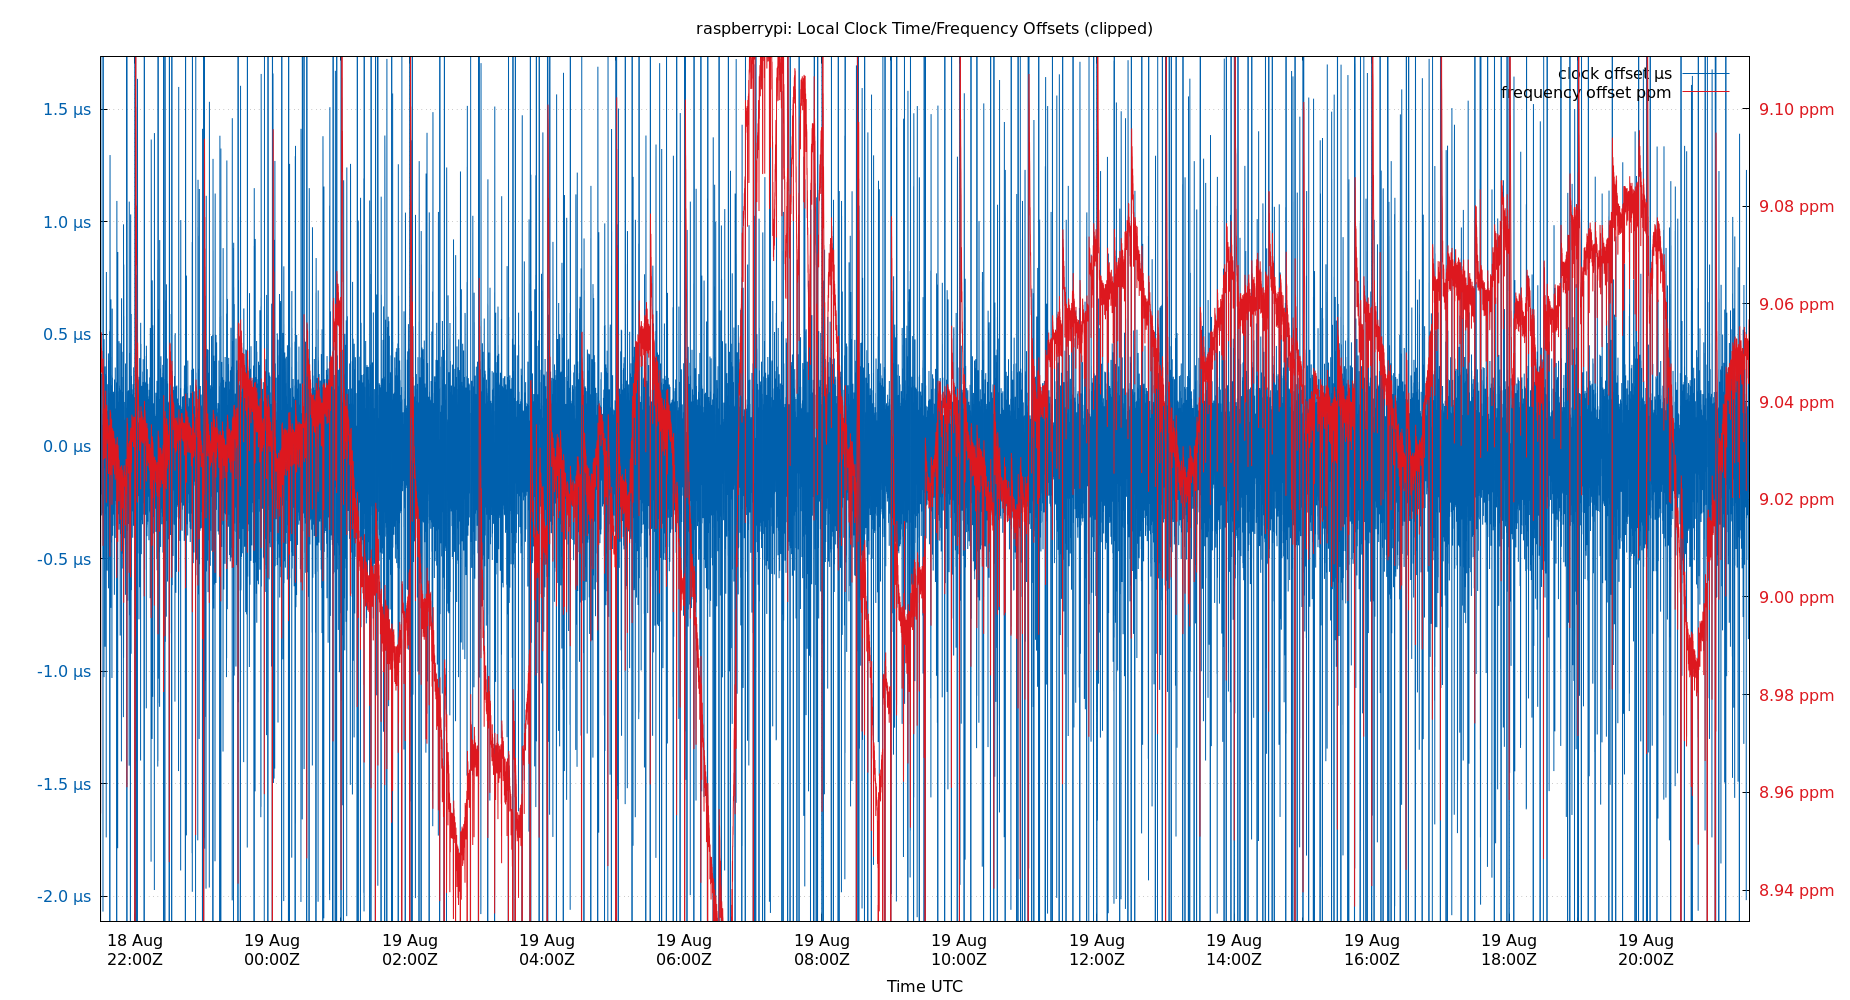 raspberrypi: Local Clock Time/Frequency Offsets (clipped)
clock offset µs
frequency offset ppm
1.5 µs
1.0 µs
0.5 µs
0.0 µs
-0.5 µs
-1.0 µs
-1.5 µs
-2.0 µs
9.10 ppm
9.08 ppm
9.06 ppm
9.04 ppm
9.02 ppm
9.00 ppm
8.98 ppm
8.96 ppm
8.94 ppm
18 Aug
22:00Z
19 Aug
00:00Z
19 Aug
02:00Z
19 Aug
04:00Z
19 Aug
06:00Z
19 Aug
08:00Z
19 Aug
10:00Z
19 Aug
12:00Z
19 Aug
14:00Z
19 Aug
16:00Z
19 Aug
18:00Z
19 Aug
20:00Z
Time UTC